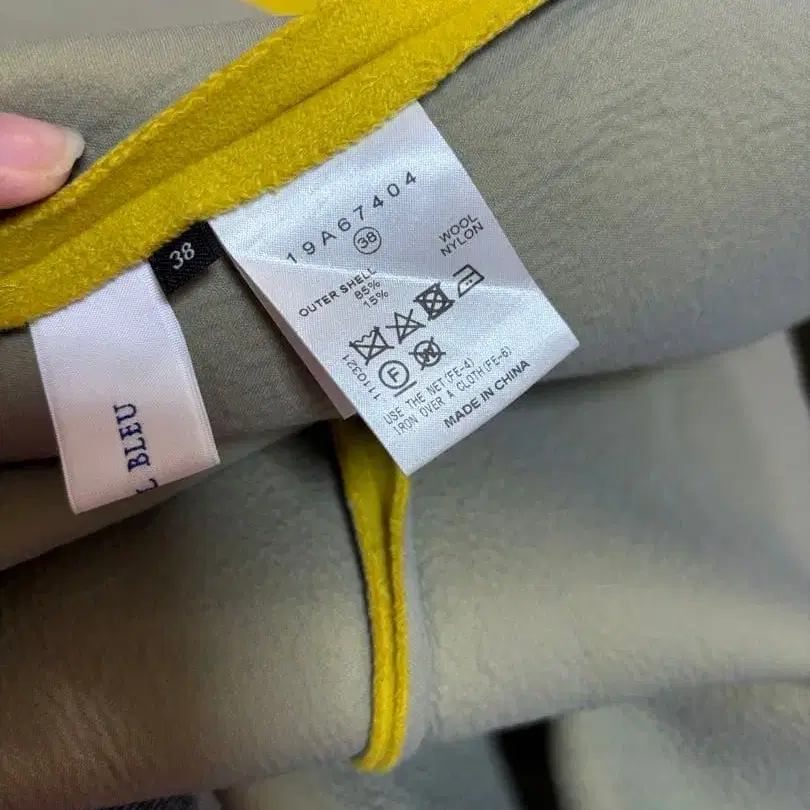 19A67404
38
OUTER SHELL
85% WOOL
15% NYLON
F
W
1110321
USE THE NET(FE-4)
IRON OVER A CLOTH(FE-6)
MADE IN CHINA
38
BLEU